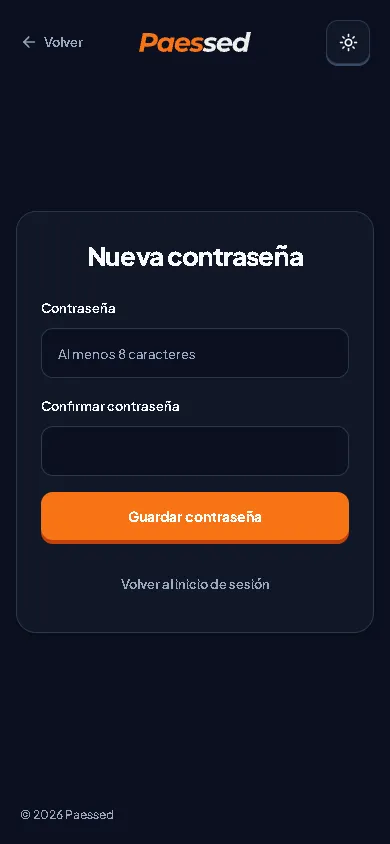 Volver
Paessed
Nueva contraseña
Contraseña
Al menos 8 caracteres
Confirmar contraseña
Guardar contraseña
Volver al inicio de sesión
© 2026 Paessed